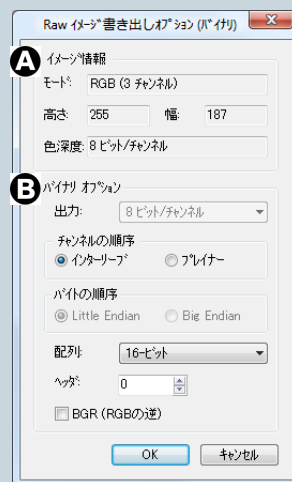 Raw ｲﾒｰｼﾞ書き出しｵﾌﾟｼｮﾝ (ﾊﾞｲﾅﾘ)
A ｲﾒｰｼﾞ情報
ﾓｰﾄﾞ: RGB (3 ﾁｬﾝﾈﾙ)
高さ: 255 幅: 187
色深度: 8 ﾋﾞｯﾄ/ﾁｬﾝﾈﾙ
B ﾊﾞｲﾅﾘ ｵﾌﾟｼｮﾝ
出力: 8 ﾋﾞｯﾄ/ﾁｬﾝﾈﾙ
ﾁｬﾝﾈﾙの順序
ｲﾝﾀｰﾘｰﾌﾞ ﾌﾟﾚｲﾅｰ
ﾊﾞｲﾄの順序
Little Endian Big Endian
配列: 16-ﾋﾞｯﾄ
ﾍｯﾀﾞ: 0
BGR (RGBの逆)
OK ｷｬﾝｾﾙ